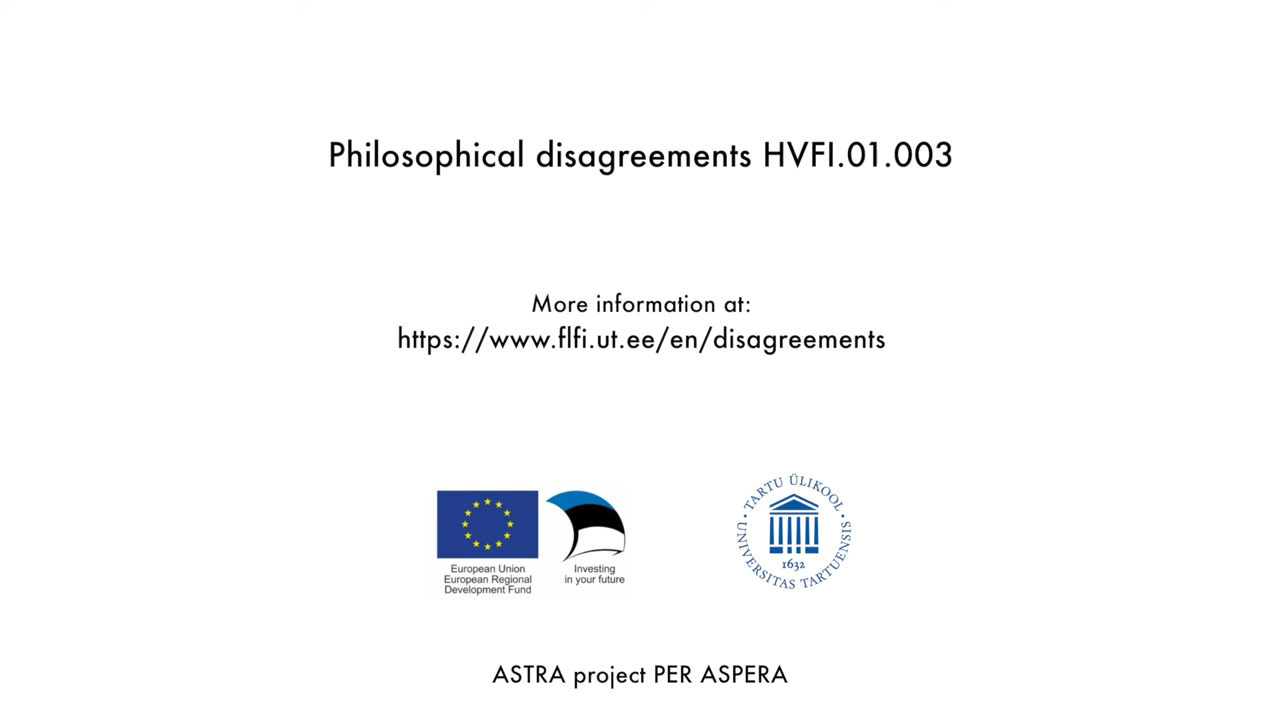 Philosophical disagreements HVFI.01.003
More information at:
https://www.flfi.ut.ee/en/disagreements
European Union
European Regional
Development Fund
Investing
in your future
TARTU ÜLIKOOL
UNIVERSITAS TARTUENSIS
1632
ASTRA project PER ASPERA